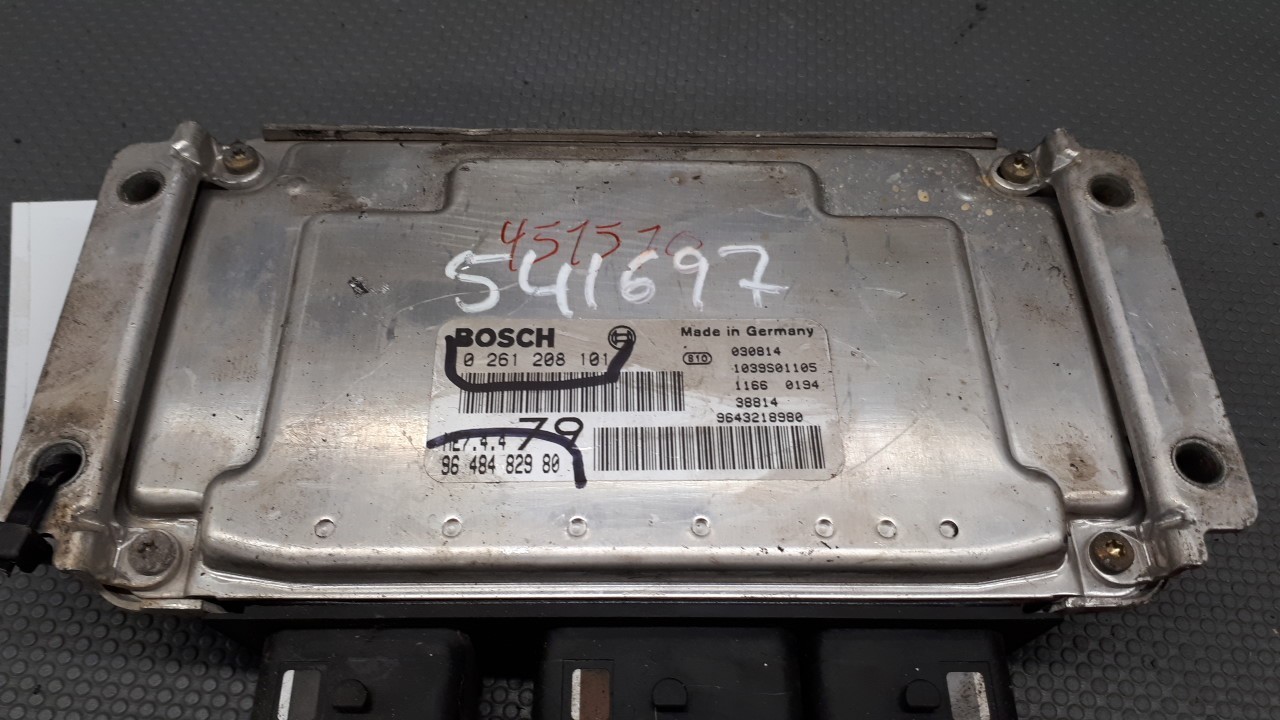 541697
BOSCH
0 261 208 101
Made in Germany
S10
030814
1039S01105
1166 0194
38814
9643218980
ME7.4.4 79
96 484 829 80